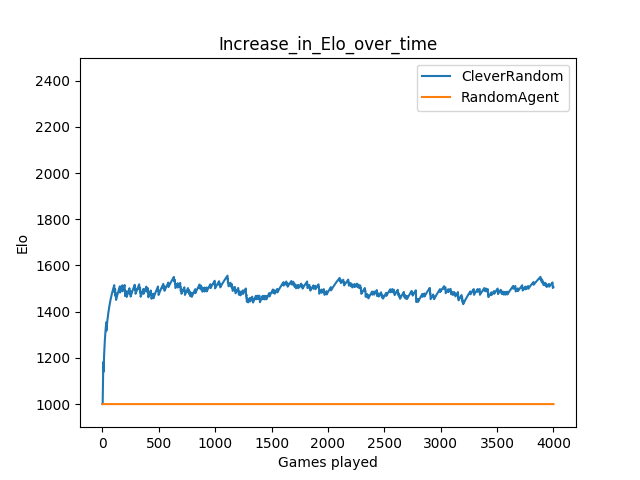 Increase_in_Elo_over_time
CleverRandom
RandomAgent
Elo
2400
2200
2000
1800
1600
1400
1200
1000
0 500 1000 1500 2000 2500 3000 3500 4000
Games played